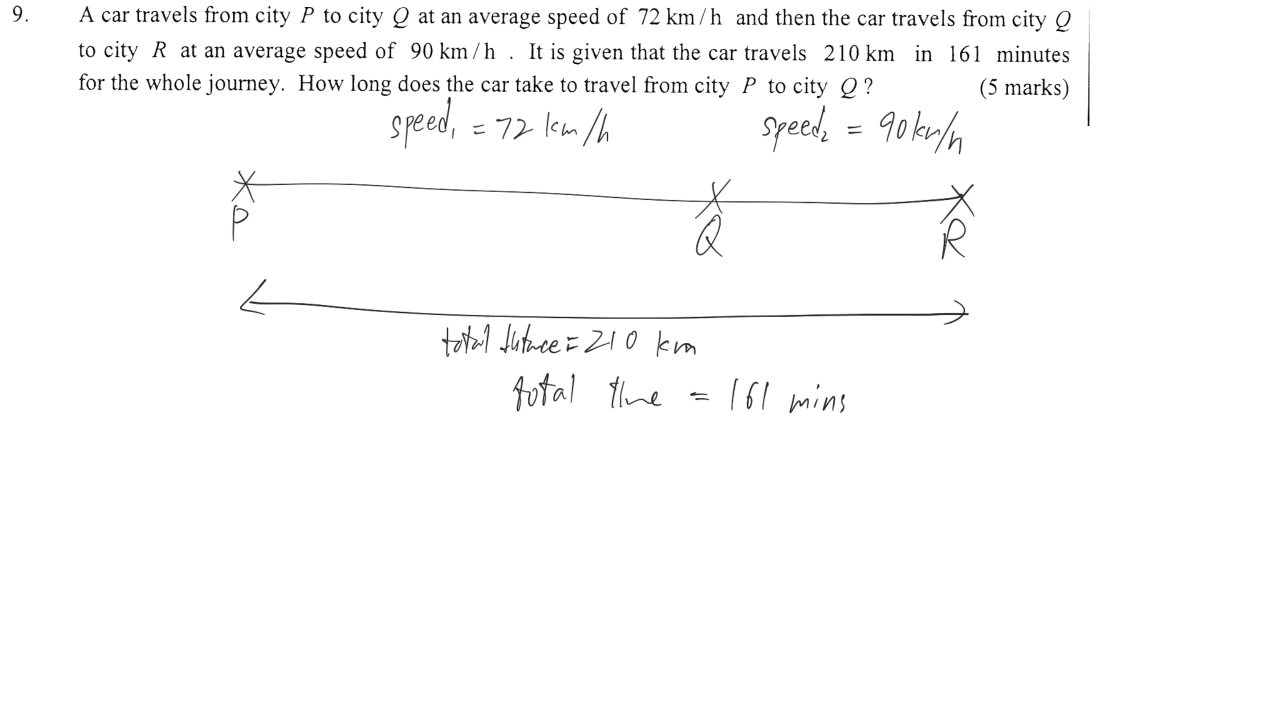 9. A car travels from city P to city Q at an average speed of 72 km/h and then the car travels from city Q
to city R at an average speed of 90 km/h . It is given that the car travels 210 km in 161 minutes
for the whole journey. How long does the car take to travel from city P to city Q? (5 marks)
speed₁ = 72 km/h speed₂ = 90 km/h
P Q R
total distance = 210 km
total time = 161 mins